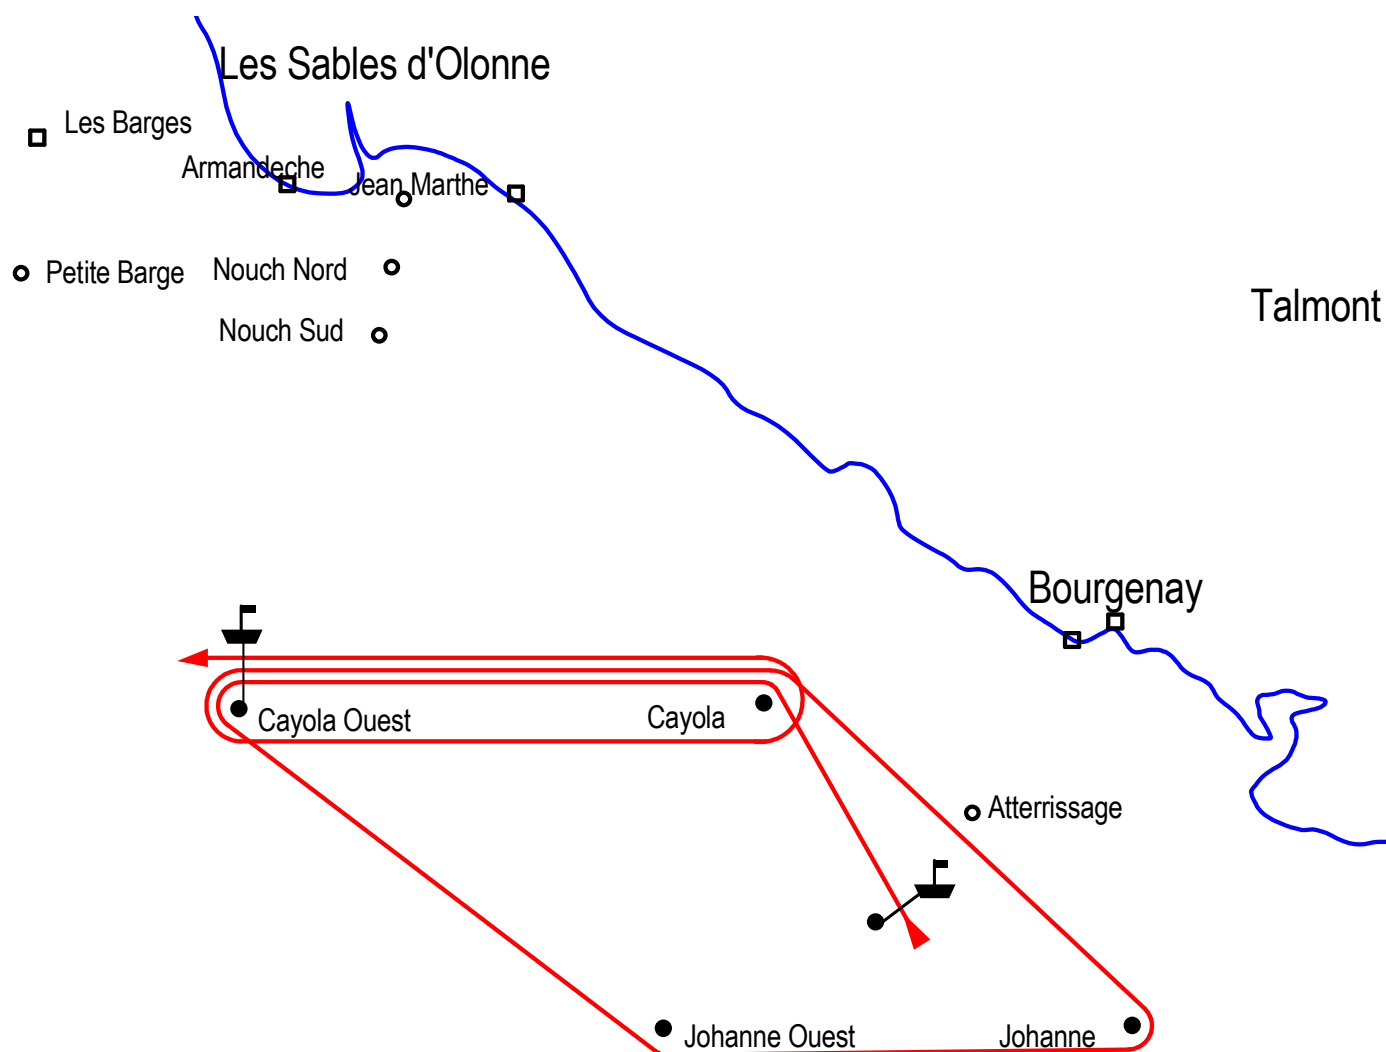 Les Sables d'Olonne
Les Barges
Armandeche
Jean Marthe
Petite Barge
Nouch Nord
Talmont
Nouch Sud
Bourgenay
Cayola Ouest
Cayola
Atterrissage
Johanne Ouest
Johanne